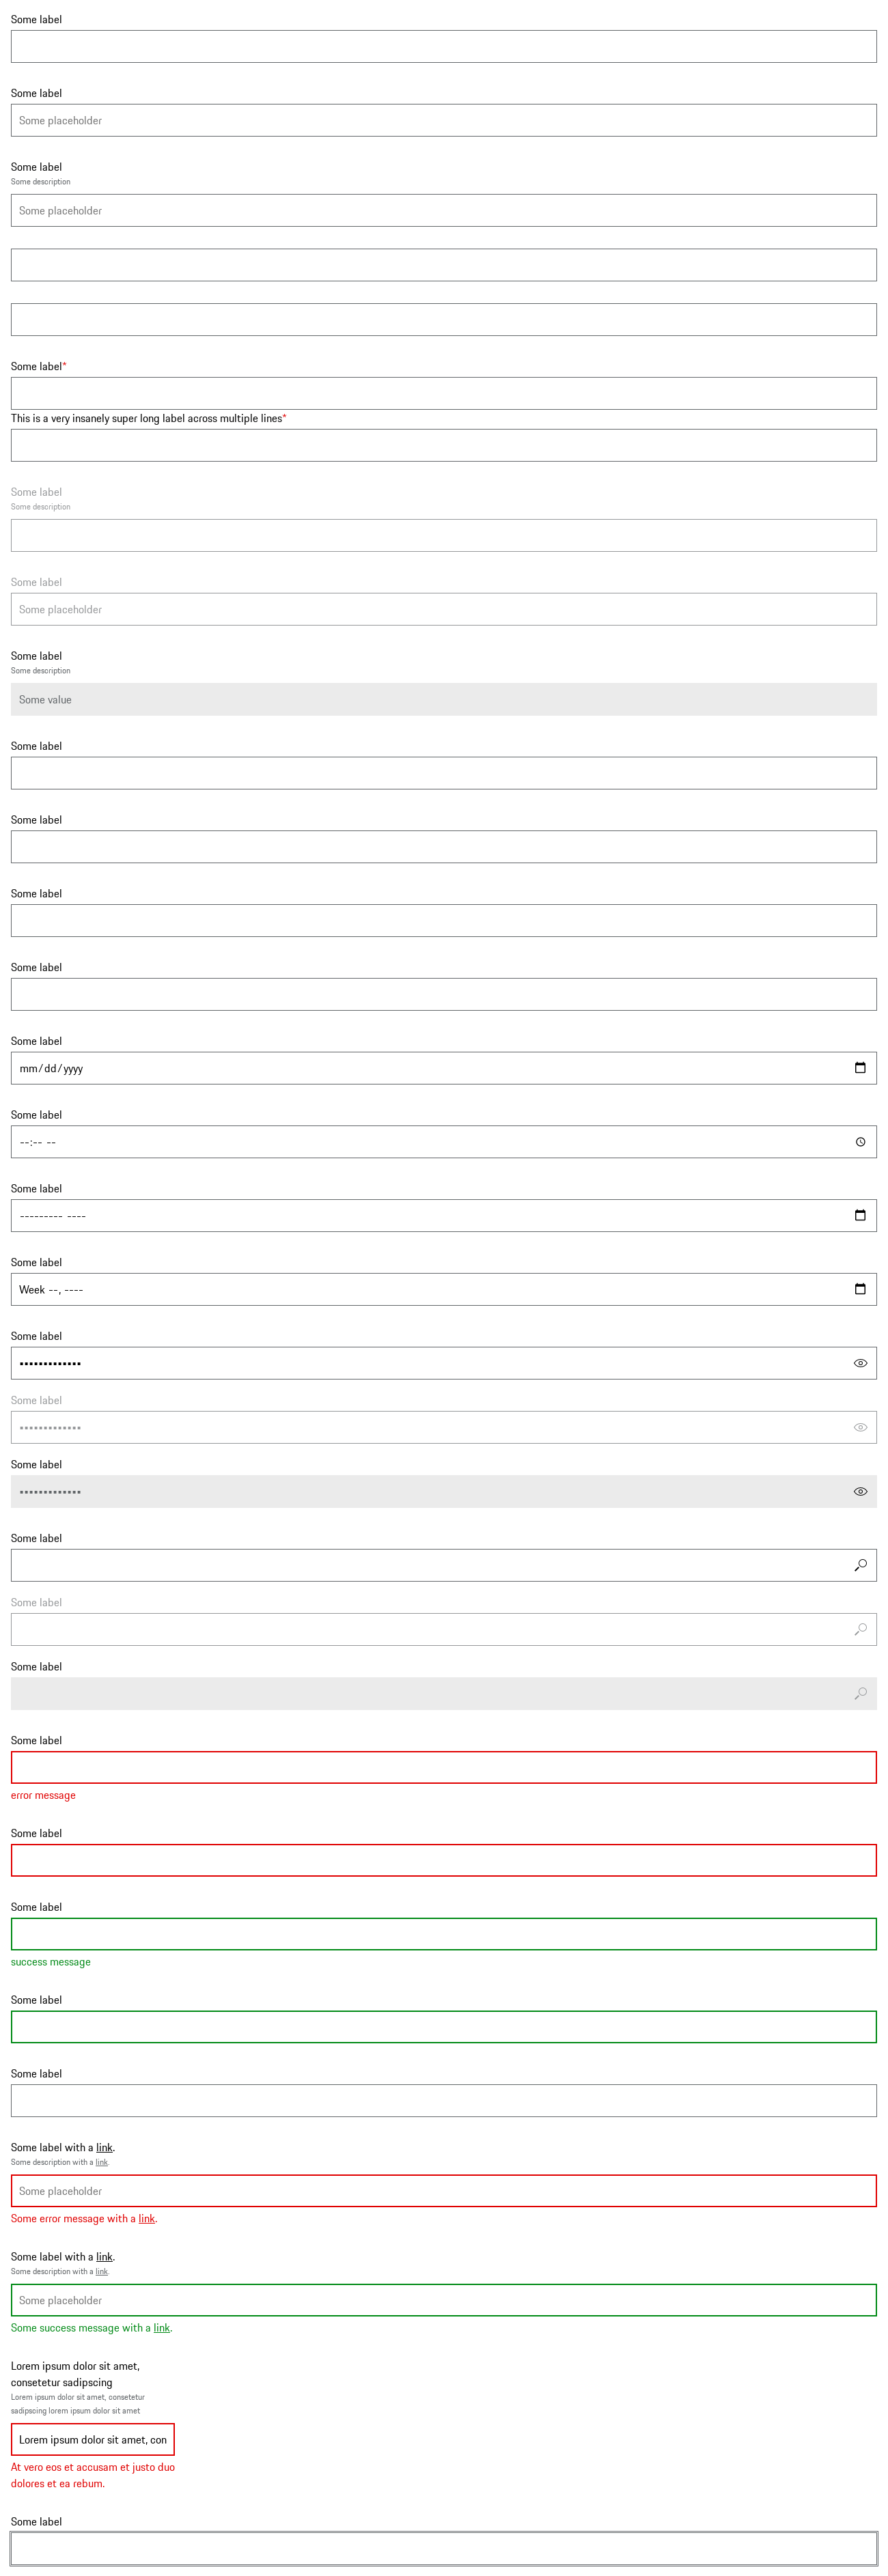 Some label
Some label
Some placeholder
Some label
Some description
Some placeholder
Some label*
This is a very insanely super long label across multiple lines*
Some label
Some description
Some label
Some placeholder
Some label
Some description
Some value
Some label
Some label
Some label
Some label
Some label
mm/dd/yyyy
Some label
--:-- --
Some label
--------- ----
Some label
Week --, ----
Some label
•••••••••••••
Some label
•••••••••••••
Some label
•••••••••••••
Some label
Some label
Some label
Some label
error message
Some label
Some label
success message
Some label
Some label
Some label with a link.
Some description with a link.
Some placeholder
Some error message with a link.
Some label with a link.
Some description with a link.
Some placeholder
Some success message with a link.
Lorem ipsum dolor sit amet,
consetetur sadipscing
Lorem ipsum dolor sit amet, consetetur
sadipscing lorem ipsum dolor sit amet
Lorem ipsum dolor sit amet, con
At vero eos et accusam et justo duo
dolores et ea rebum.
Some label